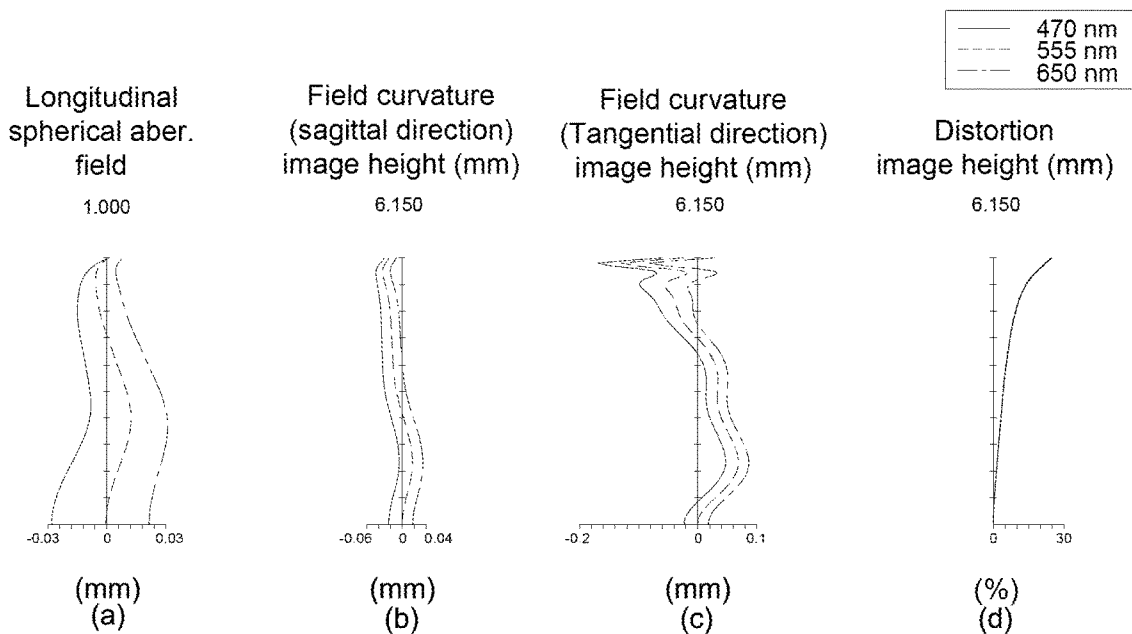 470 nm
555 nm
650 nm
Longitudinal
spherical aber.
field
1.000
Field curvature
(sagittal direction)
image height (mm)
6.150
Field curvature
(Tangential direction)
image height (mm)
6.150
Distortion
image height (mm)
6.150
-0.03 0 0.03
(mm)
(a)
-0.06 0 0.04
(mm)
(b)
-0.2 0 0.1
(mm)
(c)
0 30
(%)
(d)